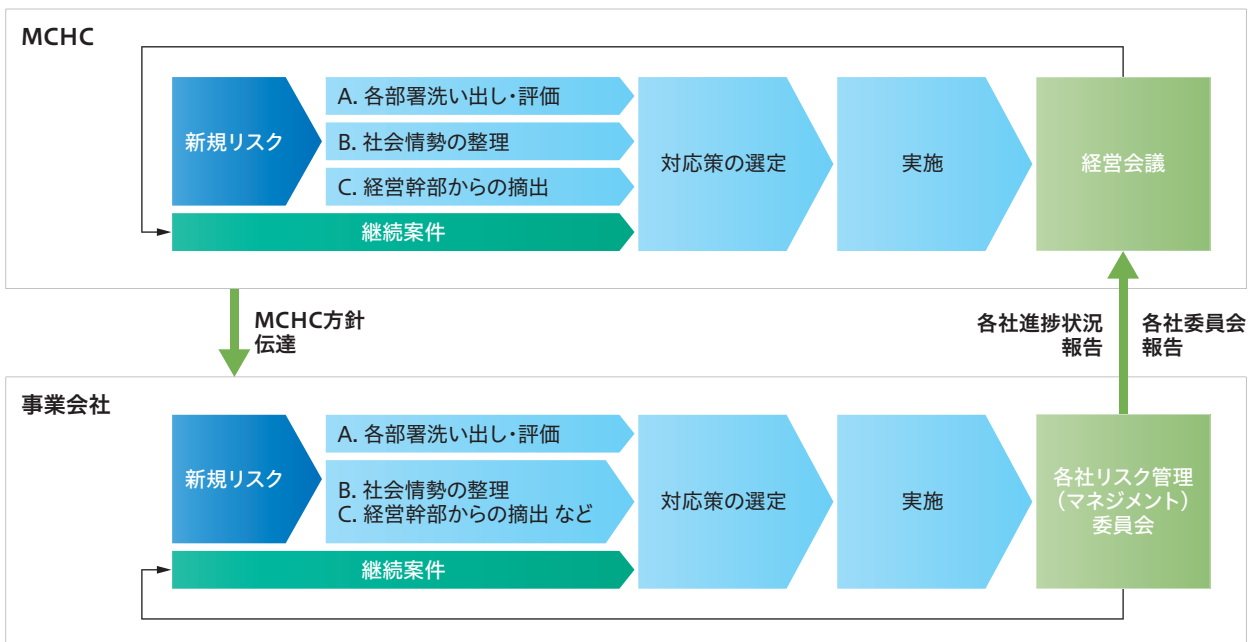 MCHC
新規リスク
A. 各部署洗い出し・評価
B. 社会情勢の整理
C. 経営幹部からの摘出
継続案件
対応策の選定
実施
経営会議
MCHC方針
伝達
各社進捗状況
報告
各社委員会
報告
事業会社
新規リスク
A. 各部署洗い出し・評価
B. 社会情勢の整理
C. 経営幹部からの摘出 など
継続案件
対応策の選定
実施
各社リスク管理
（マネジメント）
委員会